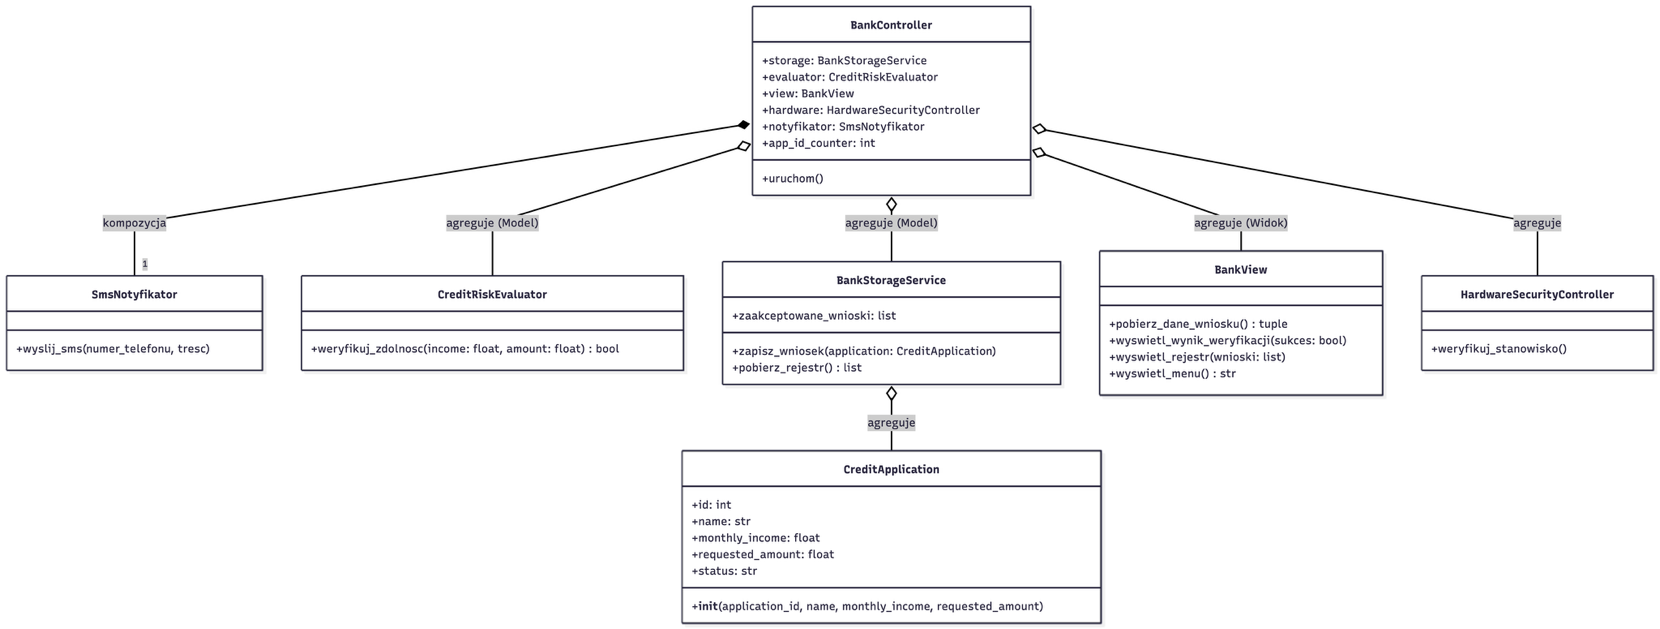 BankController
+storage: BankStorageService
+evaluator: CreditRiskEvaluator
+view: BankView
+hardware: HardwareSecurityController
+notyfikator: SmsNotyfikator
+app_id_counter: int
+uruchom()
kompozycja
agreguje (Model)
agreguje (Model)
agreguje (Widok)
agreguje
1
SmsNotyfikator
+wyslij_sms(numer_telefonu, tresc)
CreditRiskEvaluator
+weryfikuj_zdolnosc(income: float, amount: float) : bool
BankStorageService
+zaakceptowane_wnioski: list
+zapisz_wniosek(application: CreditApplication)
+pobierz_rejestr() : list
BankView
+pobierz_dane_wniosku() : tuple
+wyswietl_wynik_weryfikacji(sukces: bool)
+wyswietl_rejestr(wnioski: list)
+wyswietl_menu() : str
HardwareSecurityController
+weryfikuj_stanowisko()
agreguje
CreditApplication
+id: int
+name: str
+monthly_income: float
+requested_amount: float
+status: str
+init(application_id, name, monthly_income, requested_amount)